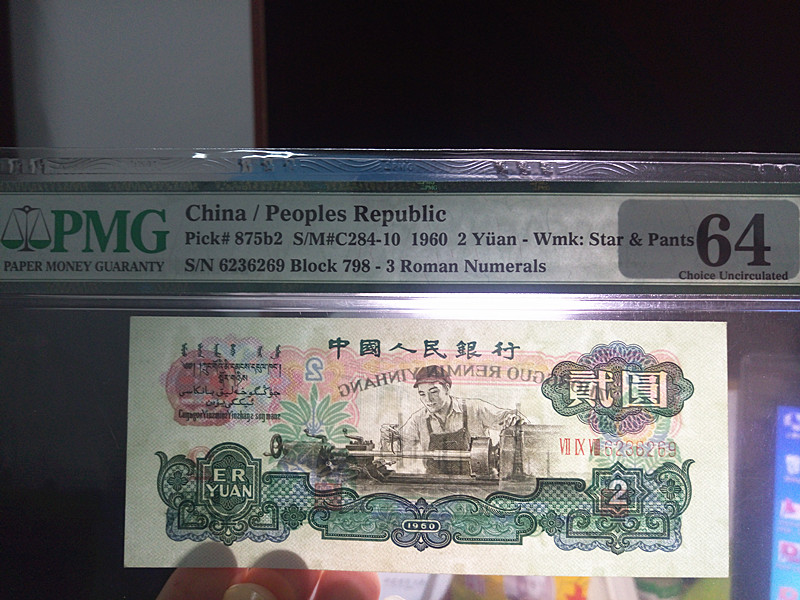 PMG
PAPER MONEY GUARANTY
China / Peoples Republic
Pick# 875b2 S/M#C284-10 1960 2 Yüan - Wmk: Star & Pants
S/N 6236269 Block 798 - 3 Roman Numerals
64
Choice Uncirculated
中國人民銀行
2
GUO RENMIN YINHANG
貳圓
VII IX VIII 6236269
ER
YUAN
2
1960